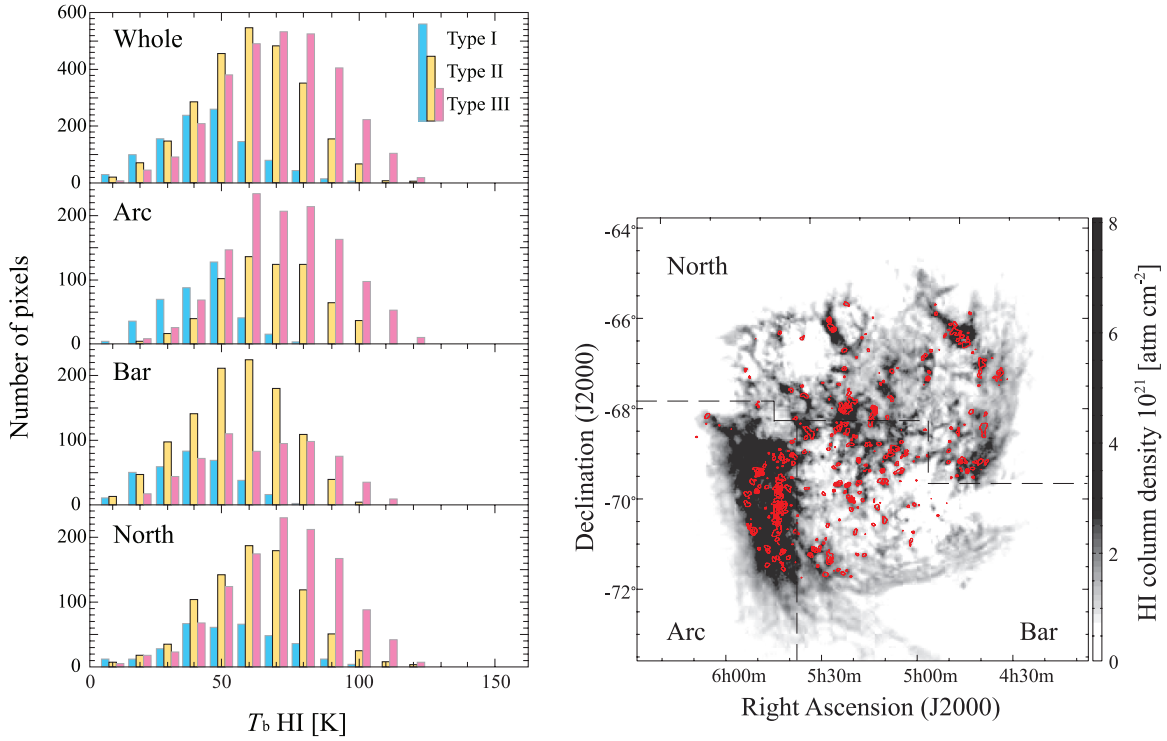 Whole
Type I
Type II
Type III
600
400
200
0
Arc
200
100
0
Bar
200
100
0
North
200
100
0
0 50 100 150
Number of pixels
Tb HI [K]
North
Arc
Bar
-64°
-66°
-68°
-70°
-72°
6h00m 5h30m 5h00m 4h30m
Declination (J2000)
Right Ascension (J2000)
8
6
4
2
0
HI column density 10²¹ [atm cm⁻²]